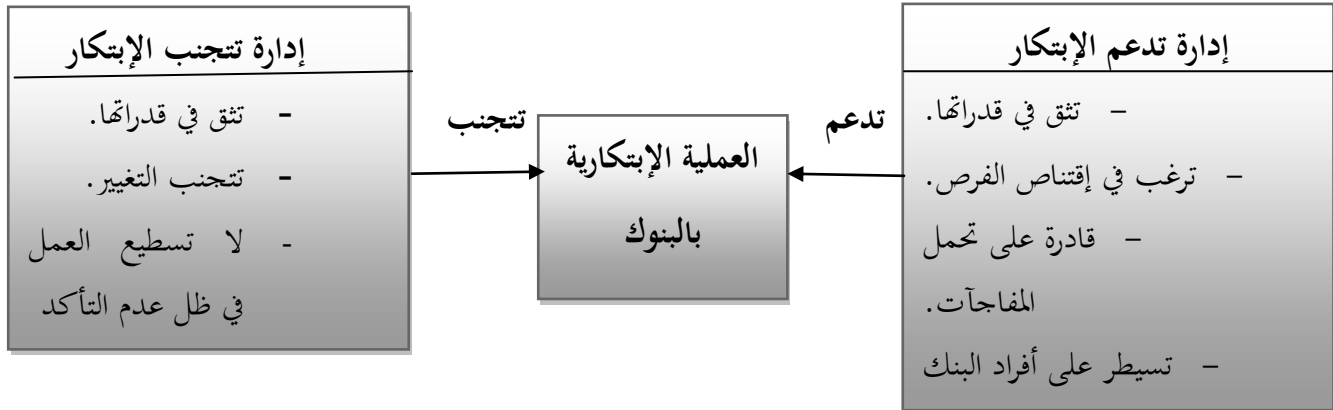 إدارة تدعم الإبتكار
– تثق في قدراتها.
– ترغب في إقتناص الفرص.
– قادرة على تحمل
المفاجآت.
– تسيطر على أفراد البنك
تدعم
العملية الإبتكارية
بالبنوك
تتجنب
إدارة تتجنب الإبتكار
- تثق في قدراتها.
- تتجنب التغيير.
- لا تسطيع العمل
في ظل عدم التأكد